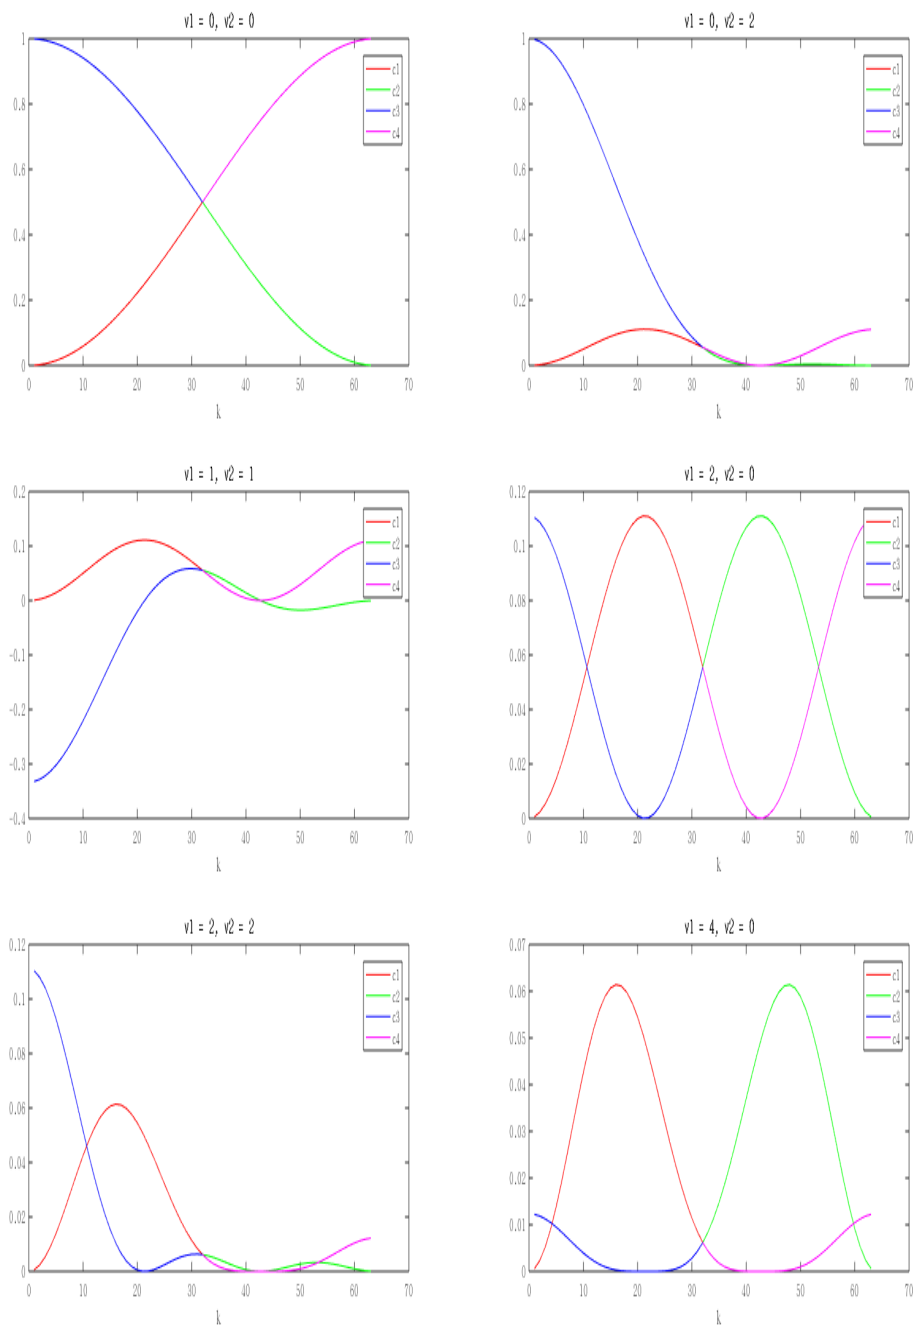 v1 = 0, v2 = 0
1
0.8
0.6
0.4
0.2
0
0 10 20 30 40 50 60 70
k
c1
c2
c3
c4
v1 = 0, v2 = 2
1
0.8
0.6
0.4
0.2
0
0 10 20 30 40 50 60 70
k
c1
c2
c3
c4
v1 = 1, v2 = 1
0.2
0.1
0
-0.1
-0.2
-0.3
-0.4
0 10 20 30 40 50 60 70
k
c1
c2
c3
c4
v1 = 2, v2 = 0
0.12
0.1
0.08
0.06
0.04
0.02
0
0 10 20 30 40 50 60 70
k
c1
c2
c3
c4
v1 = 2, v2 = 2
0.12
0.1
0.08
0.06
0.04
0.02
0
0 10 20 30 40 50 60 70
k
c1
c2
c3
c4
v1 = 4, v2 = 0
0.07
0.06
0.05
0.04
0.03
0.02
0.01
0
0 10 20 30 40 50 60 70
k
c1
c2
c3
c4